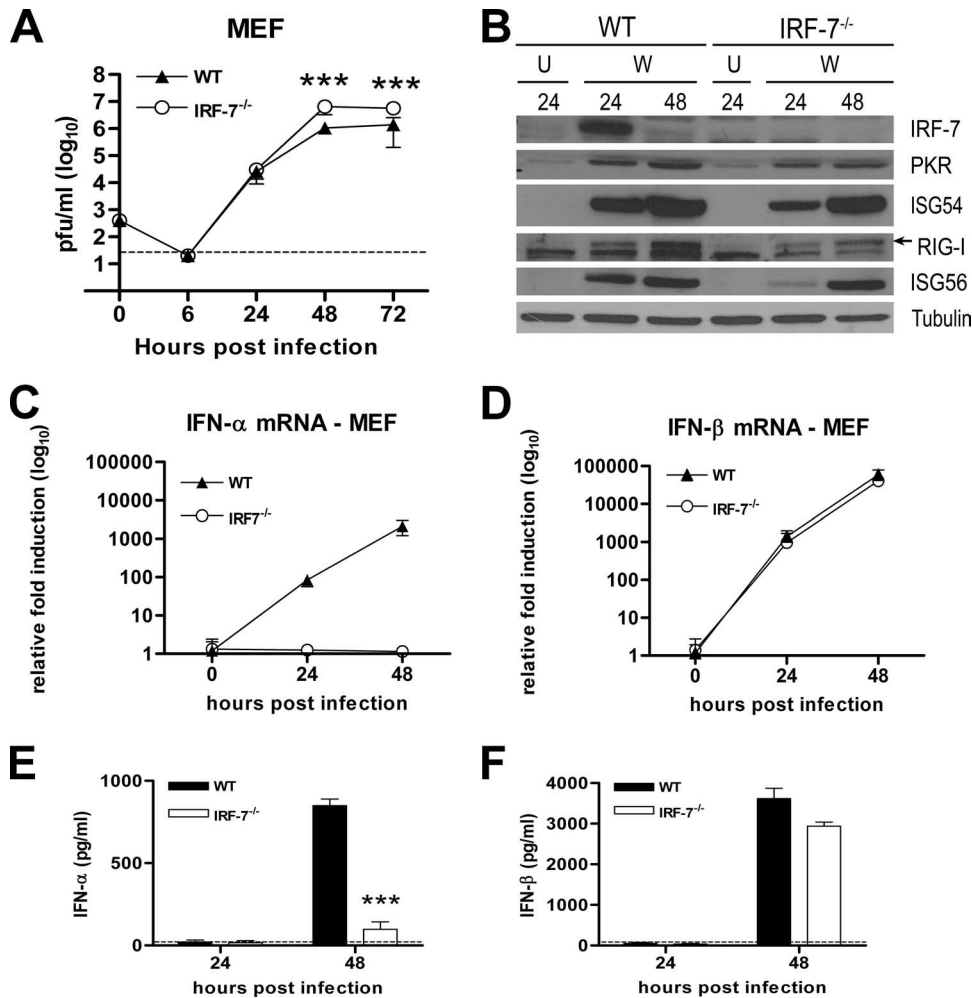 A
MEF
WT
IRF-7-/-
*** ***
pfu/ml (log10)
8
7
6
5
4
3
2
1
0 6 24 48 72
Hours post infection
B
WT IRF-7-/-
U W U W
24 24 48 24 24 48
IRF-7
PKR
ISG54
RIG-I
ISG56
Tubulin
C
IFN-α mRNA - MEF
relative fold induction (log10)
100000
10000
1000
100
10
1
WT
IRF7-/-
0 24 48
hours post infection
D
IFN-β mRNA - MEF
relative fold induction (log10)
100000
10000
1000
100
10
1
WT
IRF-7-/-
0 24 48
hours post infection
E
IFN-α (pg/ml)
1000
500
0
WT
IRF-7-/-
***
24 48
hours post infection
F
IFN-β (pg/ml)
4000
3000
2000
1000
0
WT
IRF-7-/-
24 48
hours post infection